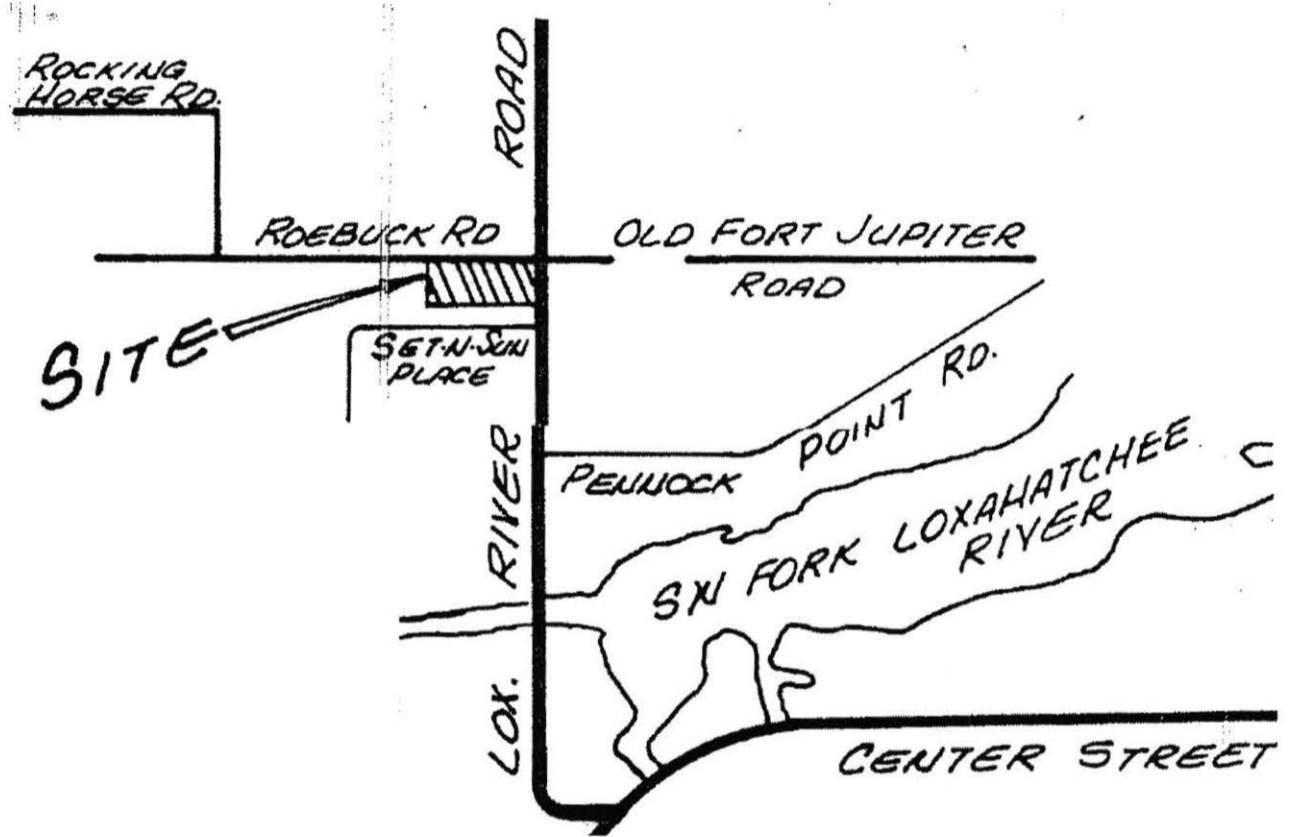 ROCKING
HORSE RD.
ROAD
ROEBUCK RD
OLD FORT JUPITER
ROAD
SITE
SET-N-SUN
PLACE
POINT RD.
PENNOCK
RIVER
SW FORK LOXAHATCHEE
RIVER
LOX.
CENTER STREET